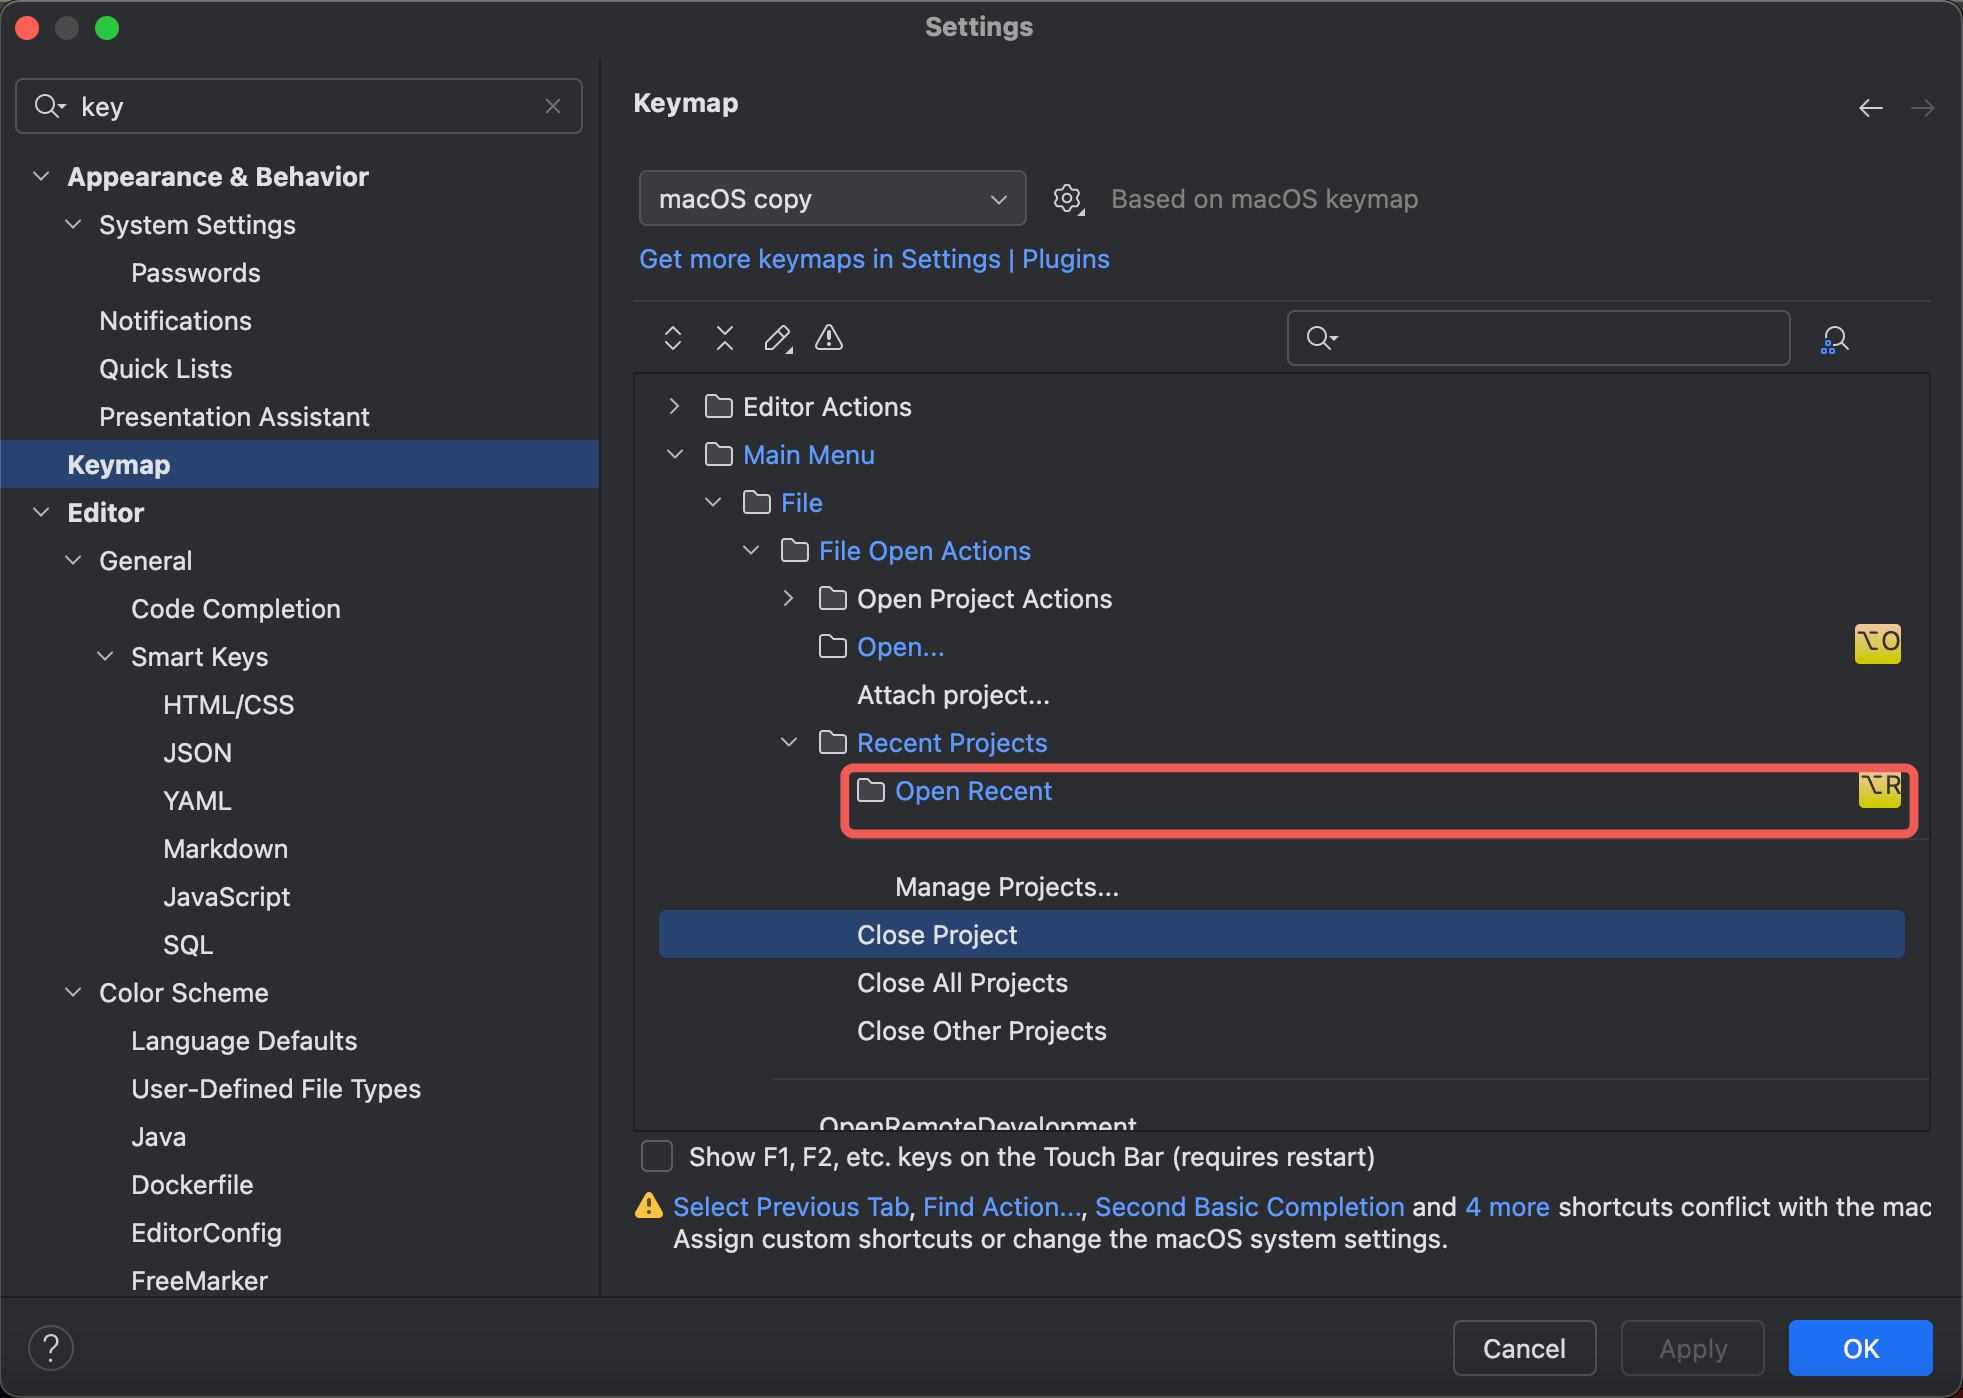 Settings
key
Appearance & Behavior
System Settings
Passwords
Notifications
Quick Lists
Presentation Assistant
Keymap
Editor
General
Code Completion
Smart Keys
HTML/CSS
JSON
YAML
Markdown
JavaScript
SQL
Color Scheme
Language Defaults
User-Defined File Types
Java
Dockerfile
EditorConfig
FreeMarker
Keymap
macOS copy
Based on macOS keymap
Get more keymaps in Settings | Plugins
Editor Actions
Main Menu
File
File Open Actions
Open Project Actions
Open... ⌥O
Attach project...
Recent Projects
Open Recent ⌥R
Manage Projects...
Close Project
Close All Projects
Close Other Projects
OpenRemoteDevelopment
Show F1, F2, etc. keys on the Touch Bar (requires restart)
Select Previous Tab, Find Action..., Second Basic Completion and 4 more shortcuts conflict with the mac
Assign custom shortcuts or change the macOS system settings.
?
Cancel
Apply
OK